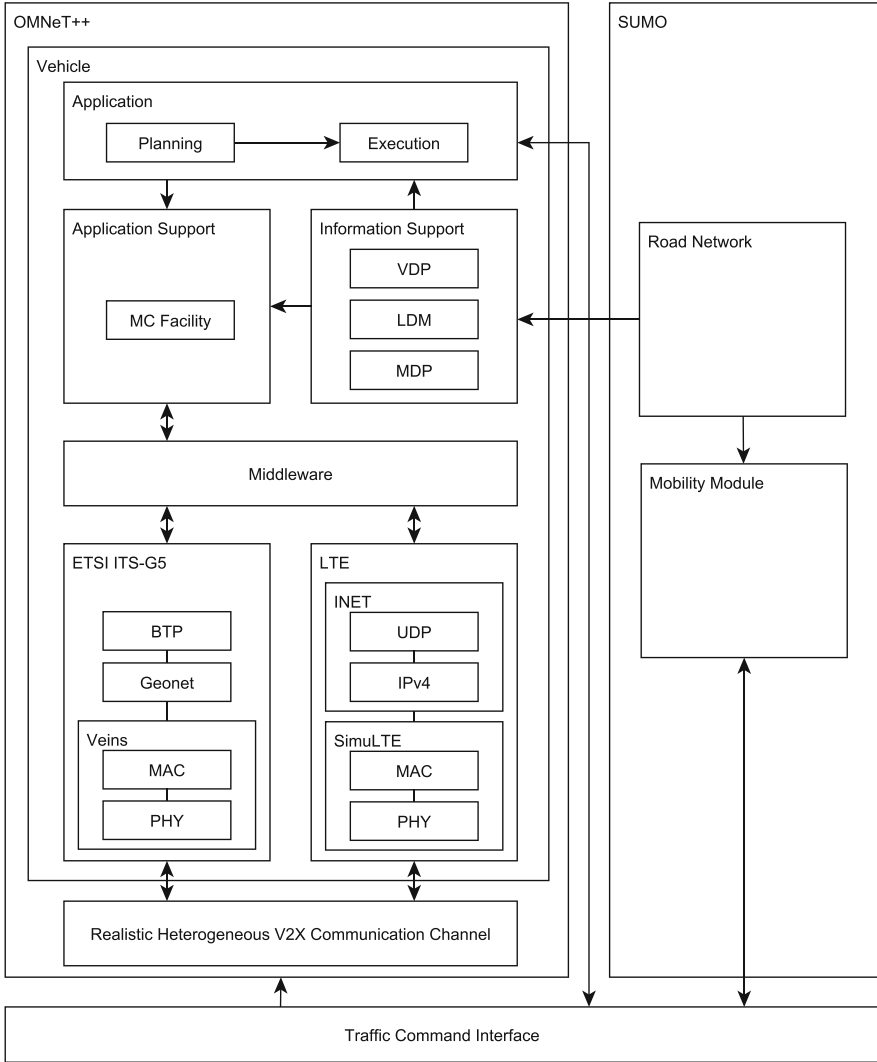 OMNeT++
SUMO
Vehicle
Application
Planning
Execution
Application Support
MC Facility
Information Support
VDP
LDM
MDP
Road Network
Mobility Module
Middleware
ETSI ITS-G5
BTP
Geonet
Veins
MAC
PHY
LTE
INET
UDP
IPv4
SimuLTE
MAC
PHY
Realistic Heterogeneous V2X Communication Channel
Traffic Command Interface